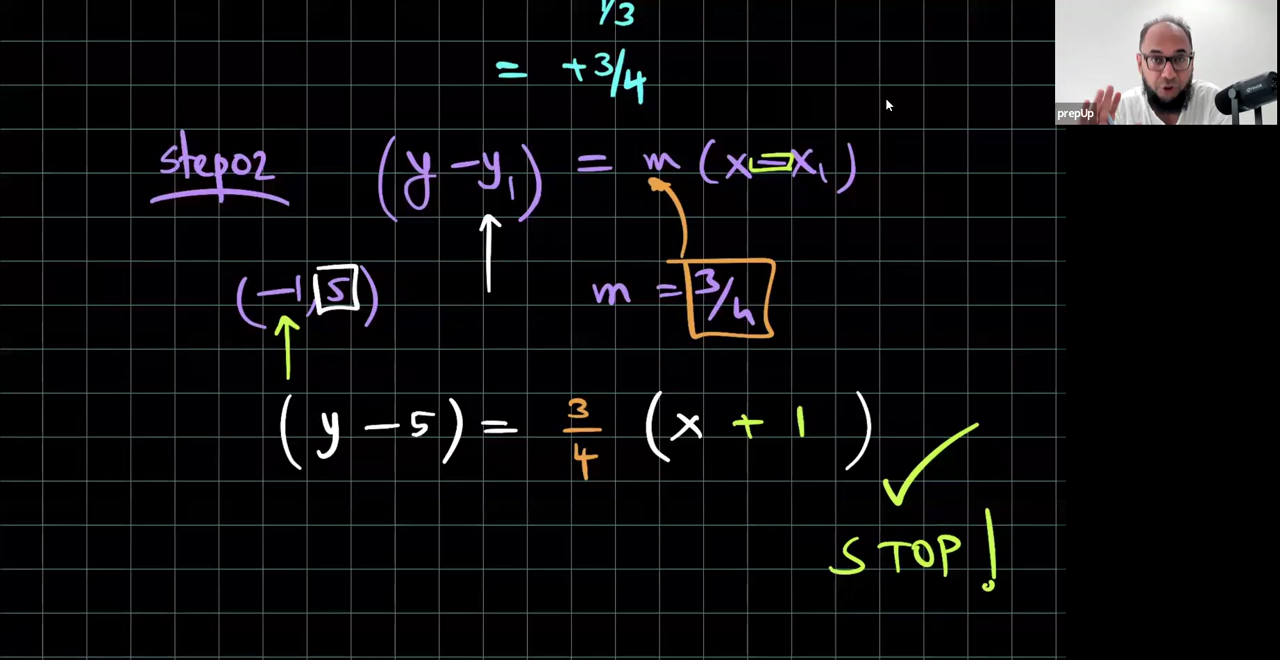 1/3
= +3/4
step02 (y - y₁) = m (x - x₁)
(-1, 5) m = 3/4
(y - 5) = 3/4 (x + 1)
STOP!
prepUp